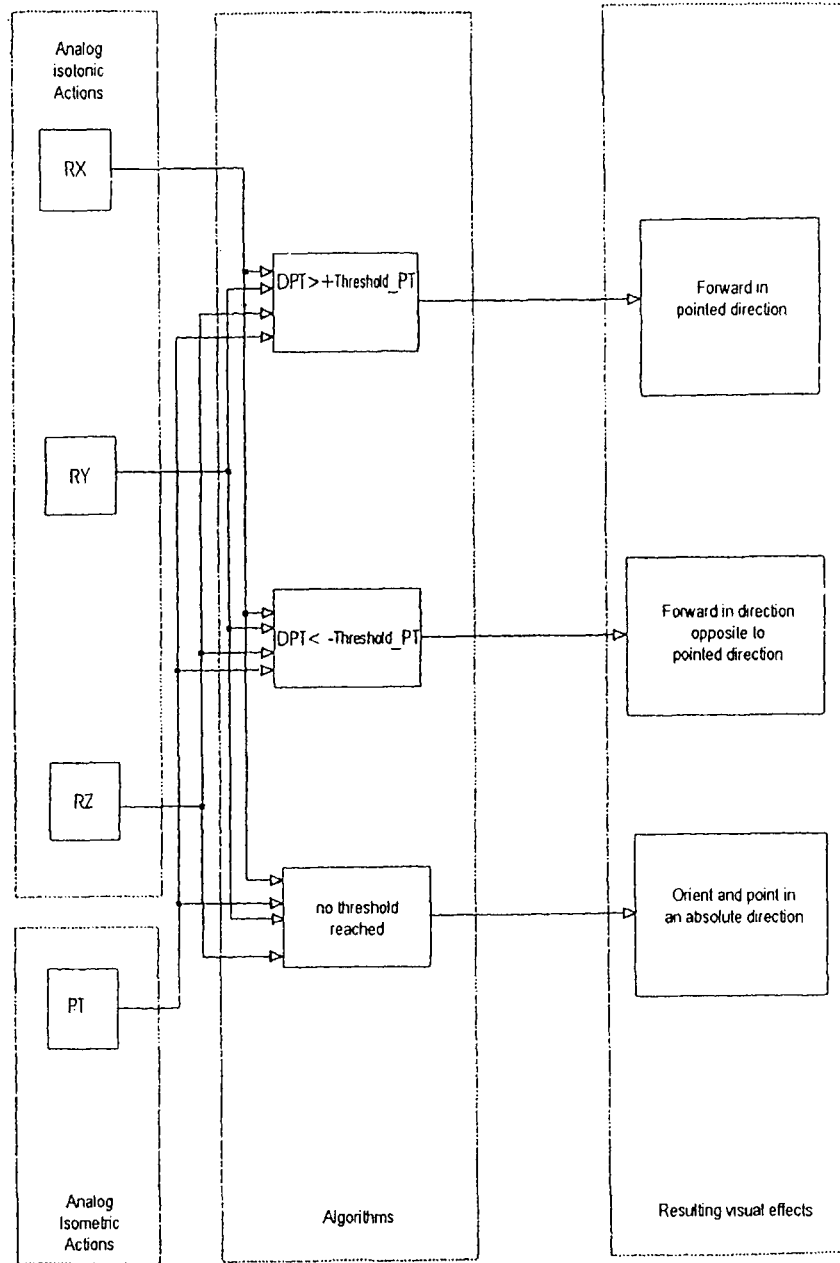 Analog
isotonic
Actions
RX
RY
RZ
PT
Analog
Isometric
Actions
DPT>+Threshold_PT
DPT< -Threshold_PT
no threshold
reached
Algorithms
Forward in
pointed direction
Forward in direction
opposite to
pointed direction
Orient and point in
an absolute direction
Resulting visual effects